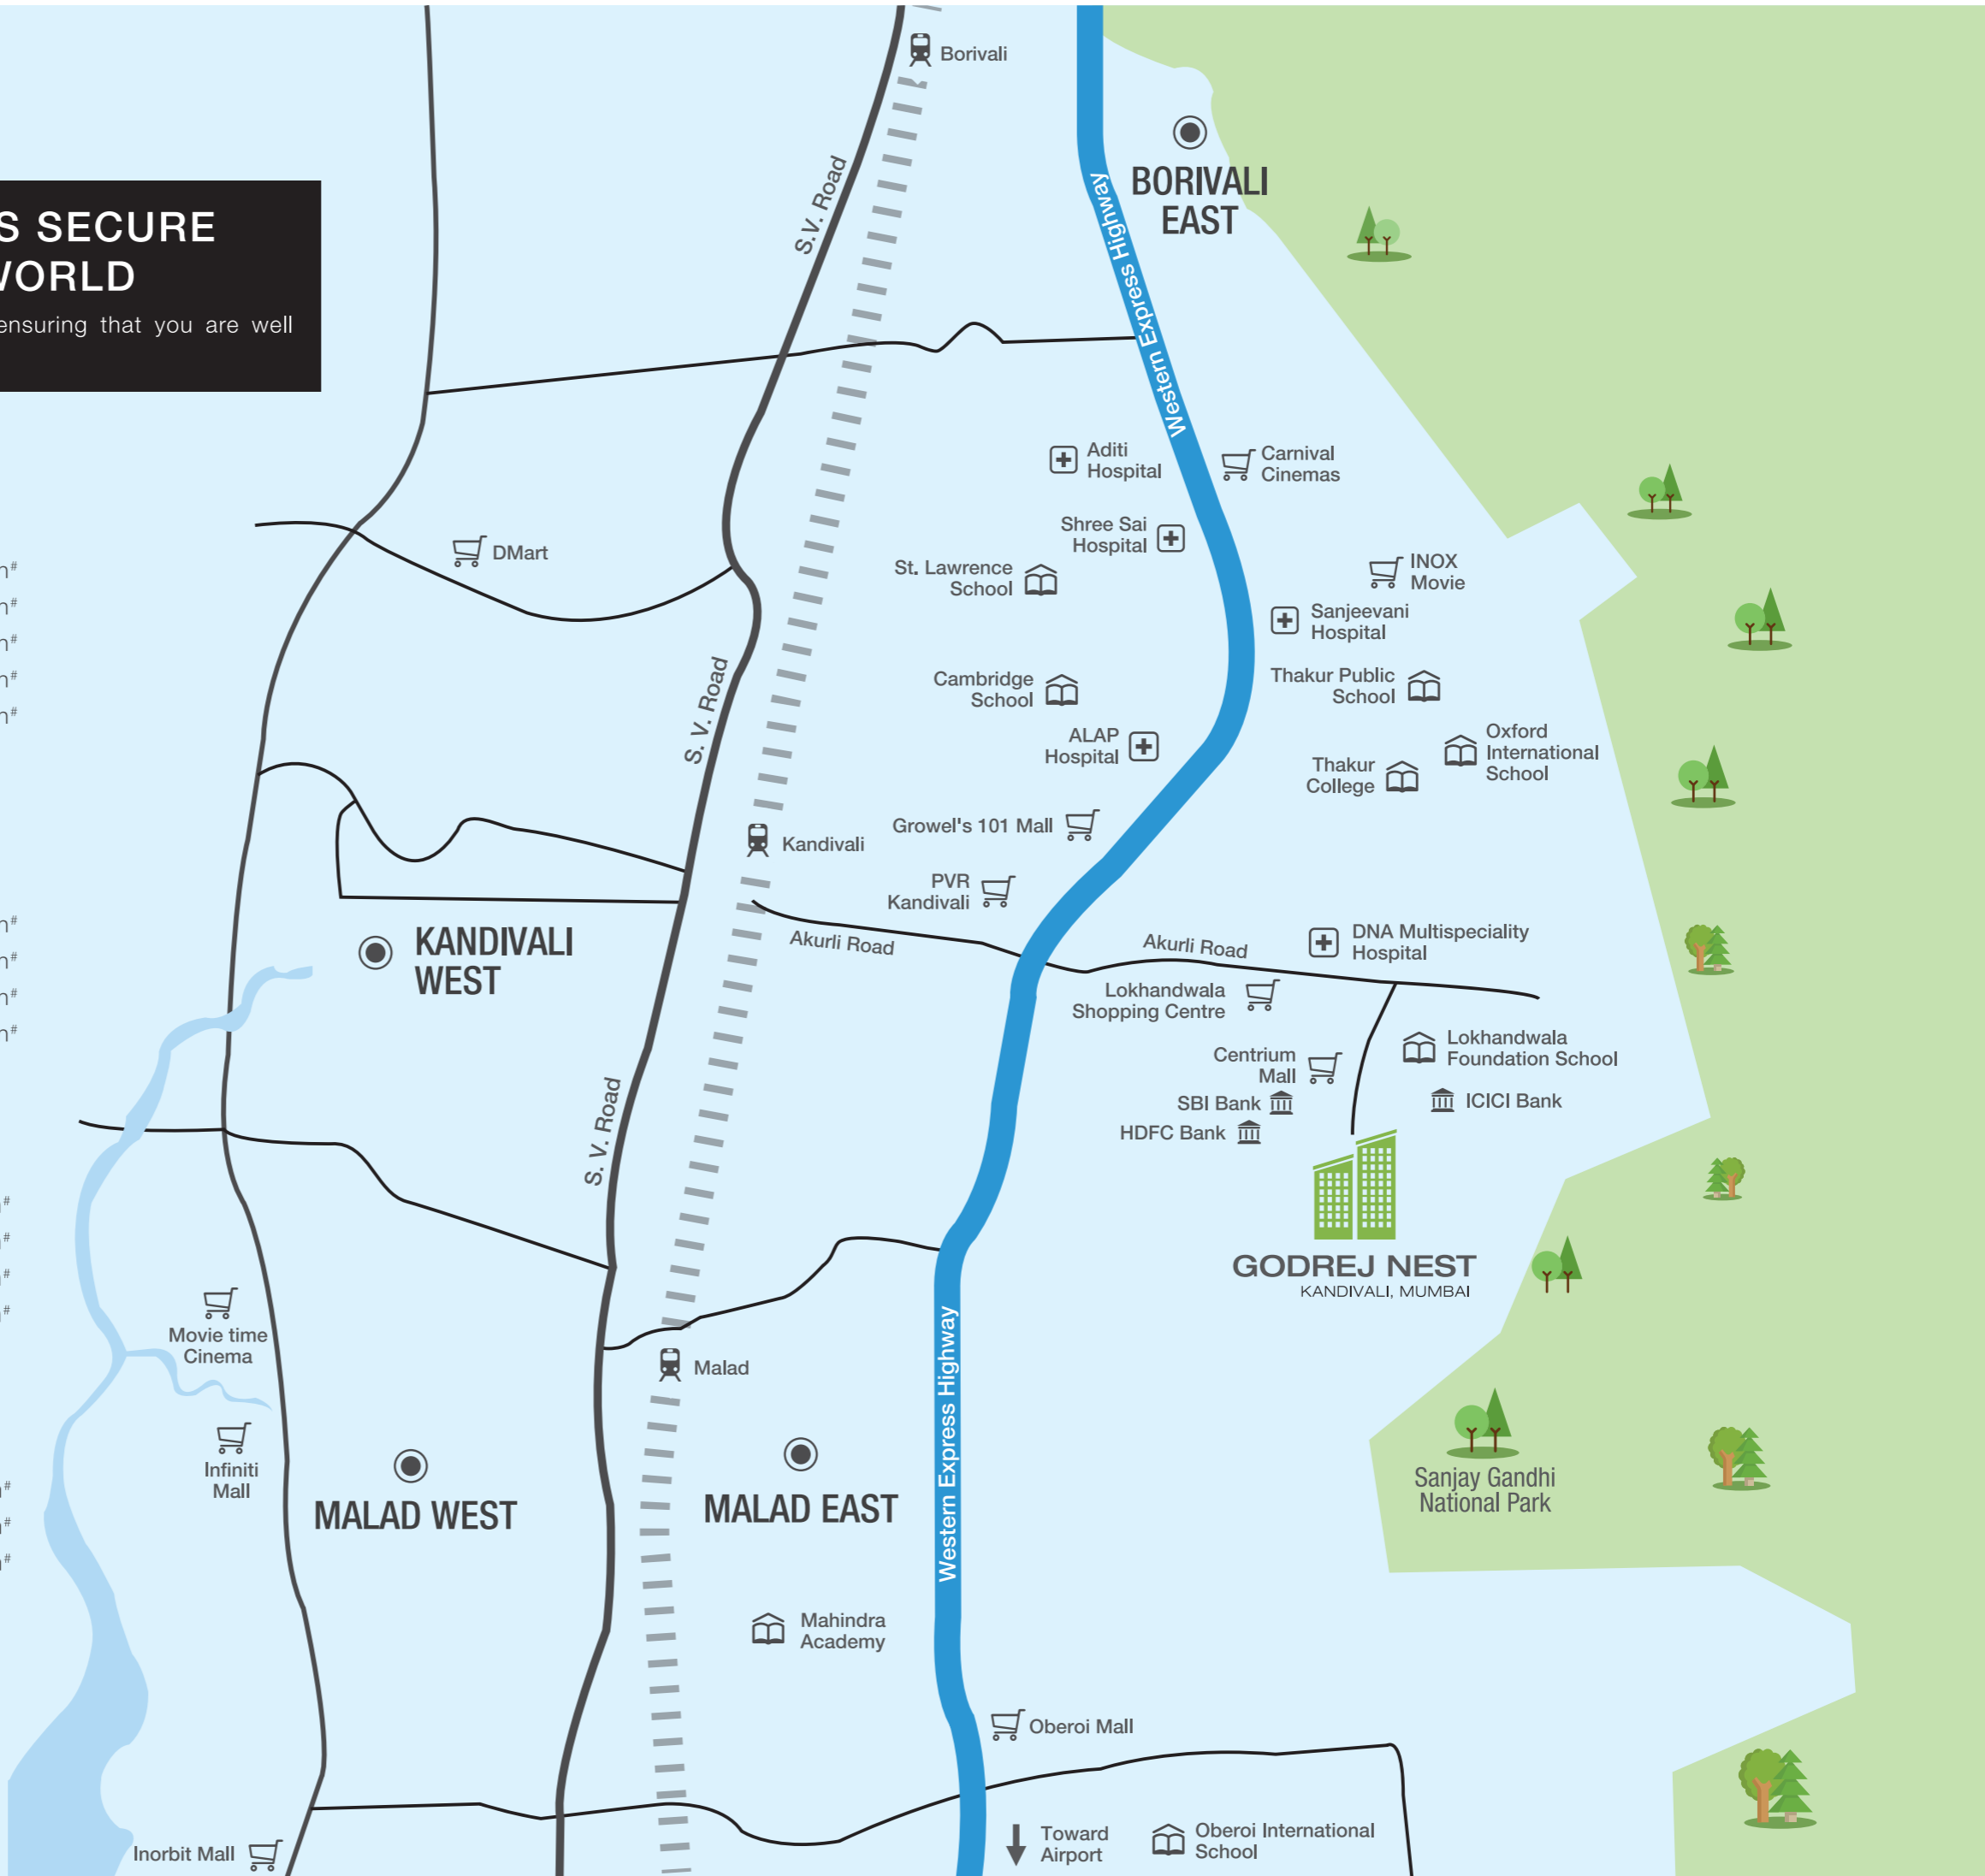 Borivali
S.V. Road
BORIVALI
EAST
Western Express Highway
S SECURE
WORLD
ensuring that you are well
Aditi
Hospital
Carnival
Cinemas
Shree Sai
Hospital
DMart
St. Lawrence
School
INOX
Movie
Sanjeevani
Hospital
S. V. Road
Cambridge
School
Thakur Public
School
ALAP
Hospital
Oxford
International
School
Thakur
College
Growel's 101 Mall
Kandivali
PVR
Kandivali
KANDIVALI
WEST
Akurli Road
Akurli Road
DNA Multispeciality
Hospital
Lokhandwala
Shopping Centre
Lokhandwala
Foundation School
Centrium
Mall
SBI Bank
ICICI Bank
HDFC Bank
S. V. Road
GODREJ NEST
KANDIVALI, MUMBAI
Movie time
Cinema
Malad
Western Express Highway
Infiniti
Mall
MALAD WEST
MALAD EAST
Sanjay Gandhi
National Park
Mahindra
Academy
Oberoi Mall
Inorbit Mall
Toward
Airport
Oberoi International
School